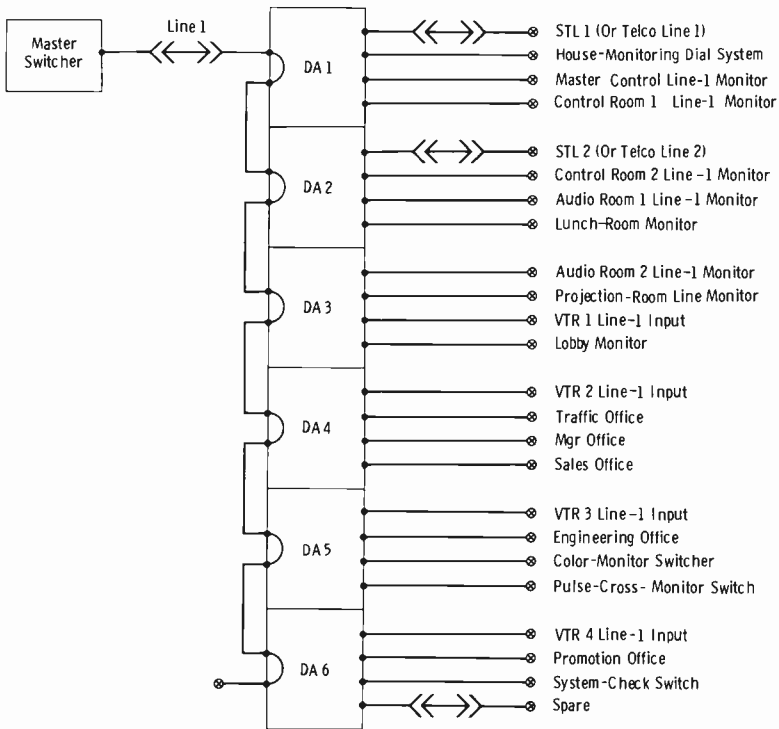 Master
Switcher
Line 1
DA 1
STL 1 (Or Telco Line 1)
House-Monitoring Dial System
Master Control Line-1 Monitor
Control Room 1 Line-1 Monitor
DA 2
STL 2 (Or Telco Line 2)
Control Room 2 Line-1 Monitor
Audio Room 1 Line-1 Monitor
Lunch-Room Monitor
DA 3
Audio Room 2 Line-1 Monitor
Projection-Room Line Monitor
VTR 1 Line-1 Input
Lobby Monitor
DA 4
VTR 2 Line-1 Input
Traffic Office
Mgr Office
Sales Office
DA 5
VTR 3 Line-1 Input
Engineering Office
Color-Monitor Switcher
Pulse-Cross-Monitor Switch
DA 6
VTR 4 Line-1 Input
Promotion Office
System-Check Switch
Spare